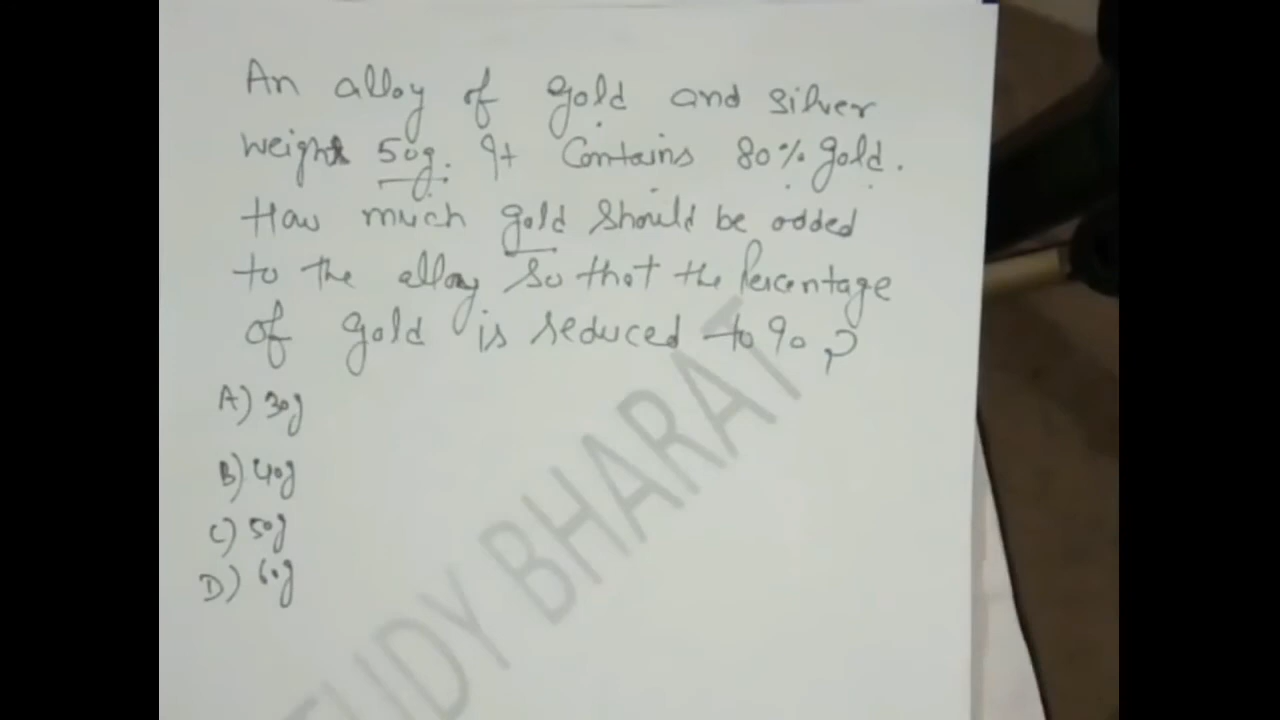 An alloy of gold and silver
weighs 50g. It contains 80% gold.
How much gold should be added
to the alloy so that the percentage
of gold is reduced to 90 ?
A) 30g
B) 40g
C) 50g
D) 60g
STUDY BHARAT